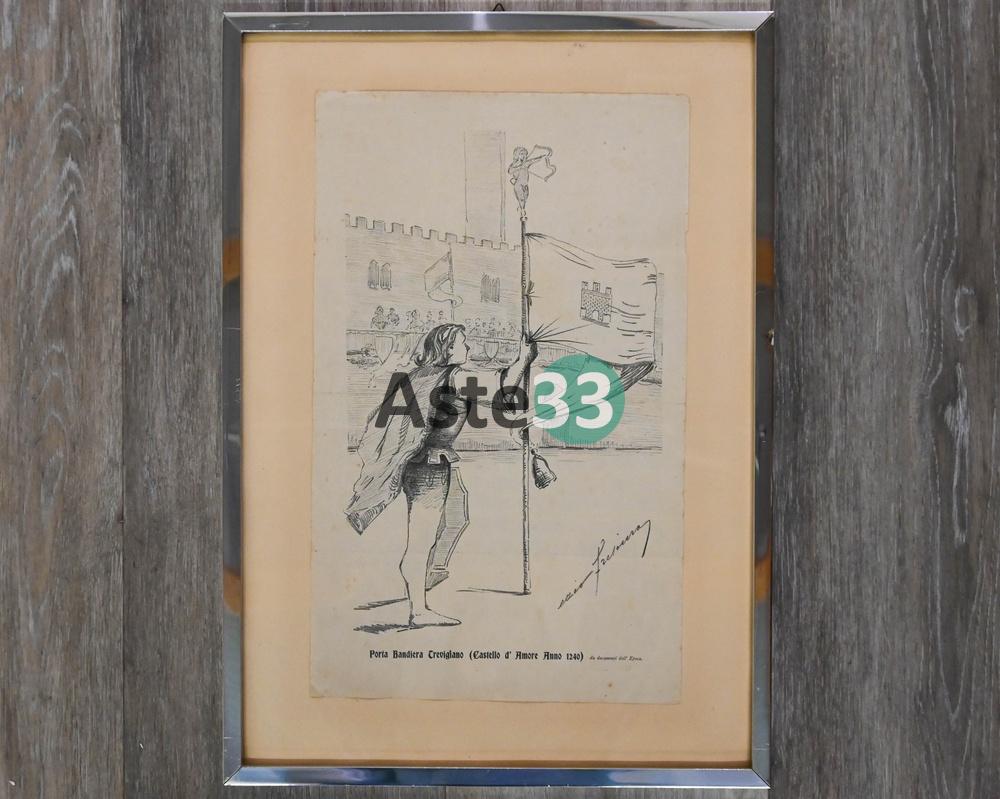 Aste33
Porta Bandiera Trevigiano (Castello d' Amore Anno 1240) da documenti dell' Epoca.